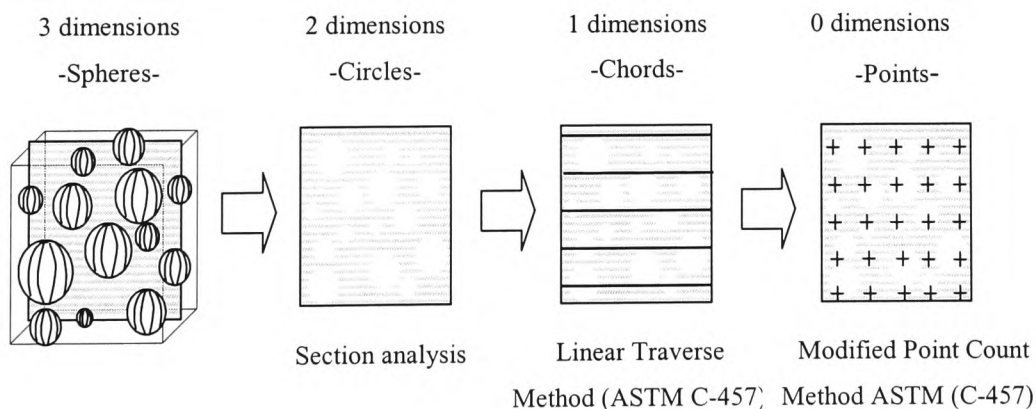 3 dimensions
-Spheres-
2 dimensions
-Circles-
1 dimensions
-Chords-
0 dimensions
-Points-
Section analysis
Linear Traverse
Method (ASTM C-457)
Modified Point Count
Method ASTM (C-457)